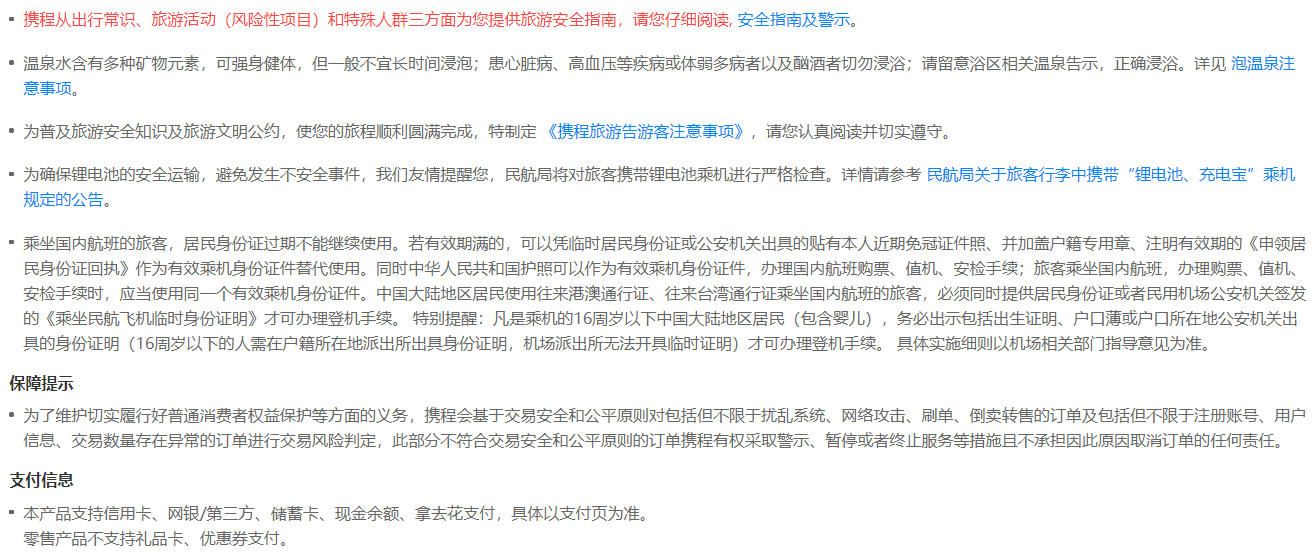 携程从出行常识、旅游活动（风险性项目）和特殊人群三方面为您提供旅游安全指南，请您仔细阅读, 安全指南及警示。
温泉水含有多种矿物元素，可强身健体，但一般不宜长时间浸泡；患心脏病、高血压等疾病或体弱多病者以及酗酒者切勿浸浴；请留意浴区相关温泉告示，正确浸浴。详见 泡温泉注
意事项。
为普及旅游安全知识及旅游文明公约，使您的旅程顺利圆满完成，特制定 《携程旅游告游客注意事项》，请您认真阅读并切实遵守。
为确保锂电池的安全运输，避免发生不安全事件，我们友情提醒您，民航局将对旅客携带锂电池乘机进行严格检查。详情请参考 民航局关于旅客行李中携带“锂电池、充电宝”乘机
规定的公告。
乘坐国内航班的旅客，居民身份证过期不能继续使用。若有效期满的，可以凭临时居民身份证或公安机关出具的贴有本人近期免冠证件照、并加盖户籍专用章、注明有效期的《申领居
民身份证回执》作为有效乘机身份证件替代使用。同时中华人民共和国护照可以作为有效乘机身份证件，办理国内航班购票、值机、安检手续；旅客乘坐国内航班，办理购票、值机、
安检手续时，应当使用同一个有效乘机身份证件。中国大陆地区居民使用往来港澳通行证、往来台湾通行证乘坐国内航班的旅客，必须同时提供居民身份证或者民用机场公安机关签发
的《乘坐民航飞机临时身份证明》才可办理登机手续。 特别提醒：凡是乘机的16周岁以下中国大陆地区居民（包含婴儿），务必出示包括出生证明、户口薄或户口所在地公安机关出
具的身份证明（16周岁以下的人需在户籍所在地派出所出具身份证明，机场派出所无法开具临时证明）才可办理登机手续。 具体实施细则以机场相关部门指导意见为准。
保障提示
为了维护切实履行好普通消费者权益保护等方面的义务，携程会基于交易安全和公平原则对包括但不限于扰乱系统、网络攻击、刷单、倒卖转售的订单及包括但不限于注册账号、用户
信息、交易数量存在异常的订单进行交易风险判定，此部分不符合交易安全和公平原则的订单携程有权采取警示、暂停或者终止服务等措施且不承担因此原因取消订单的任何责任。
支付信息
本产品支持信用卡、网银/第三方、储蓄卡、现金余额、拿去花支付，具体以支付页为准。
零售产品不支持礼品卡、优惠券支付。